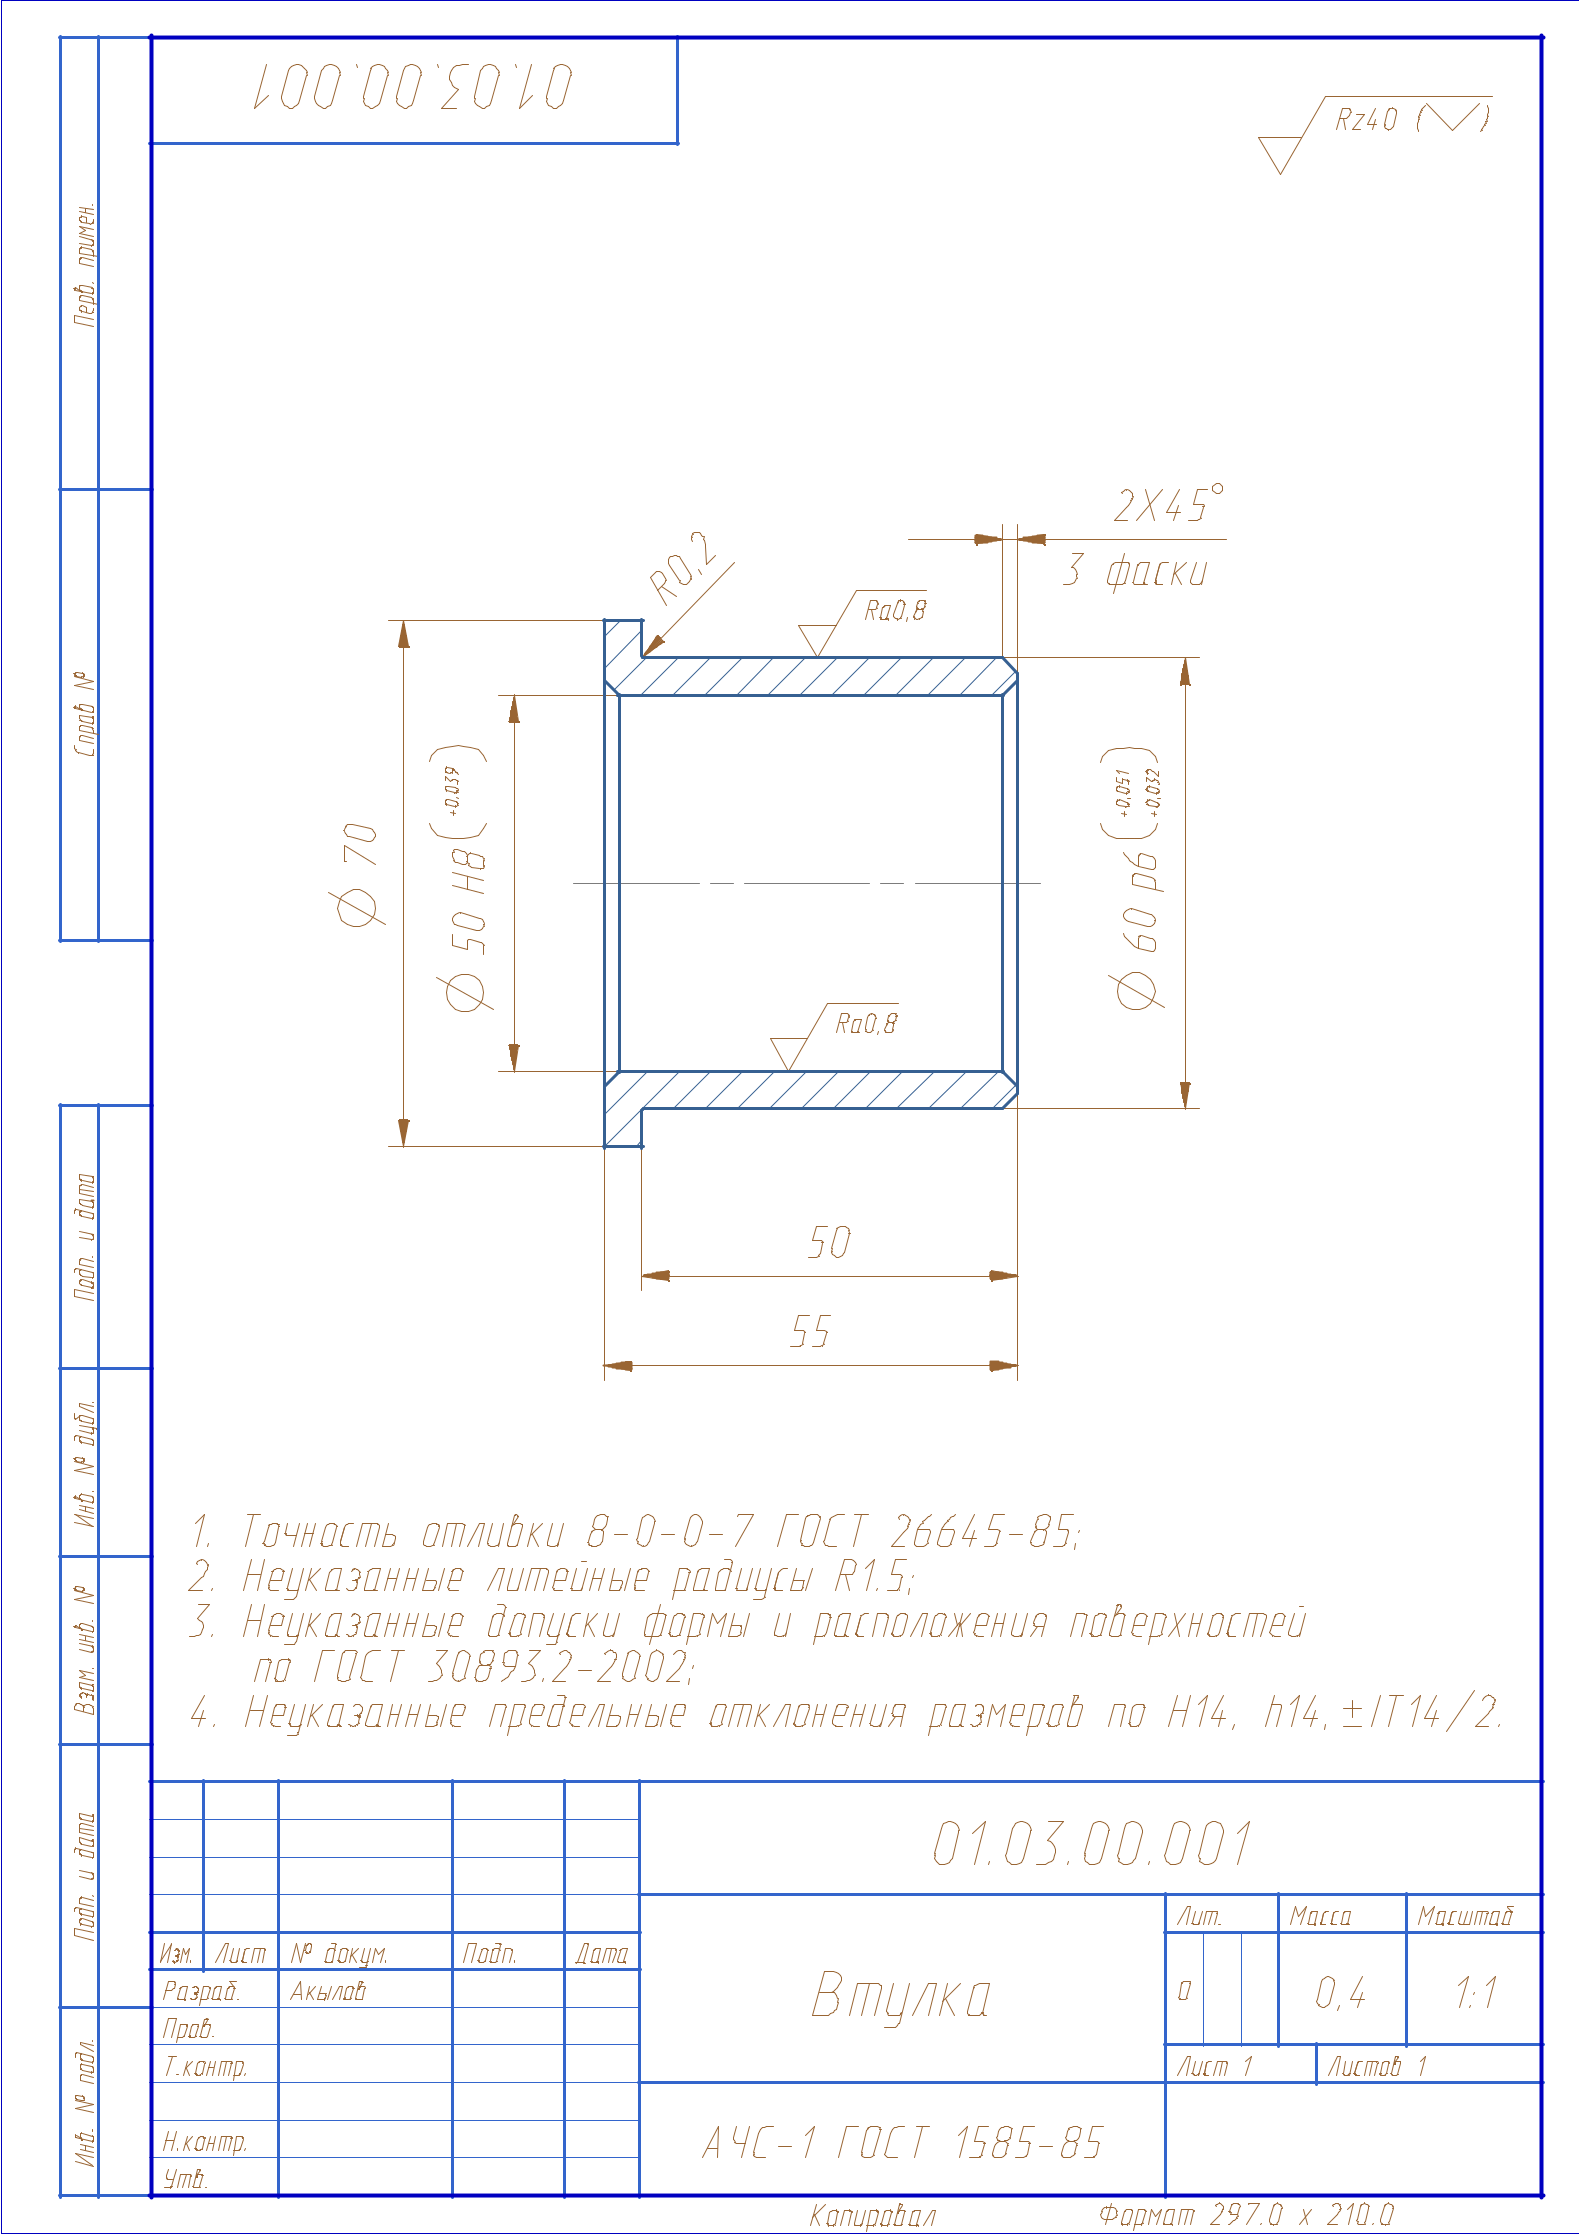 01.03.00.001
Rz40 (✓)
Перв. примен.
Справ №
Подп. и дата
Инв. № дубл.
Взам. инв. №
Подп. и дата
Инв. № подл.
2X45°
3 фаски
R0,2
Ra0,8
∅ 70
∅ 50 H8 (+0,039)
∅ 60 p6 (+0,051 +0,032)
Ra0,8
50
55
1. Точность отливки 8-0-0-7 ГОСТ 26645-85;
2. Неуказанные литейные радиусы R1.5;
3. Неуказанные допуски формы и расположения поверхностей
по ГОСТ 30893.2-2002;
4. Неуказанные предельные отклонения размеров по H14, h14,±IT14/2.
01.03.00.001
Лит. Масса Масштаб
Изм. Лист № докум. Подп. Дата
Разраб. Акылов
Втулка
а 0,4 1:1
Пров.
Т.контр.
Лист 1 Листов 1
Н.контр.
АЧС-1 ГОСТ 1585-85
Утв.
Копировал Формат 297.0 x 210.0